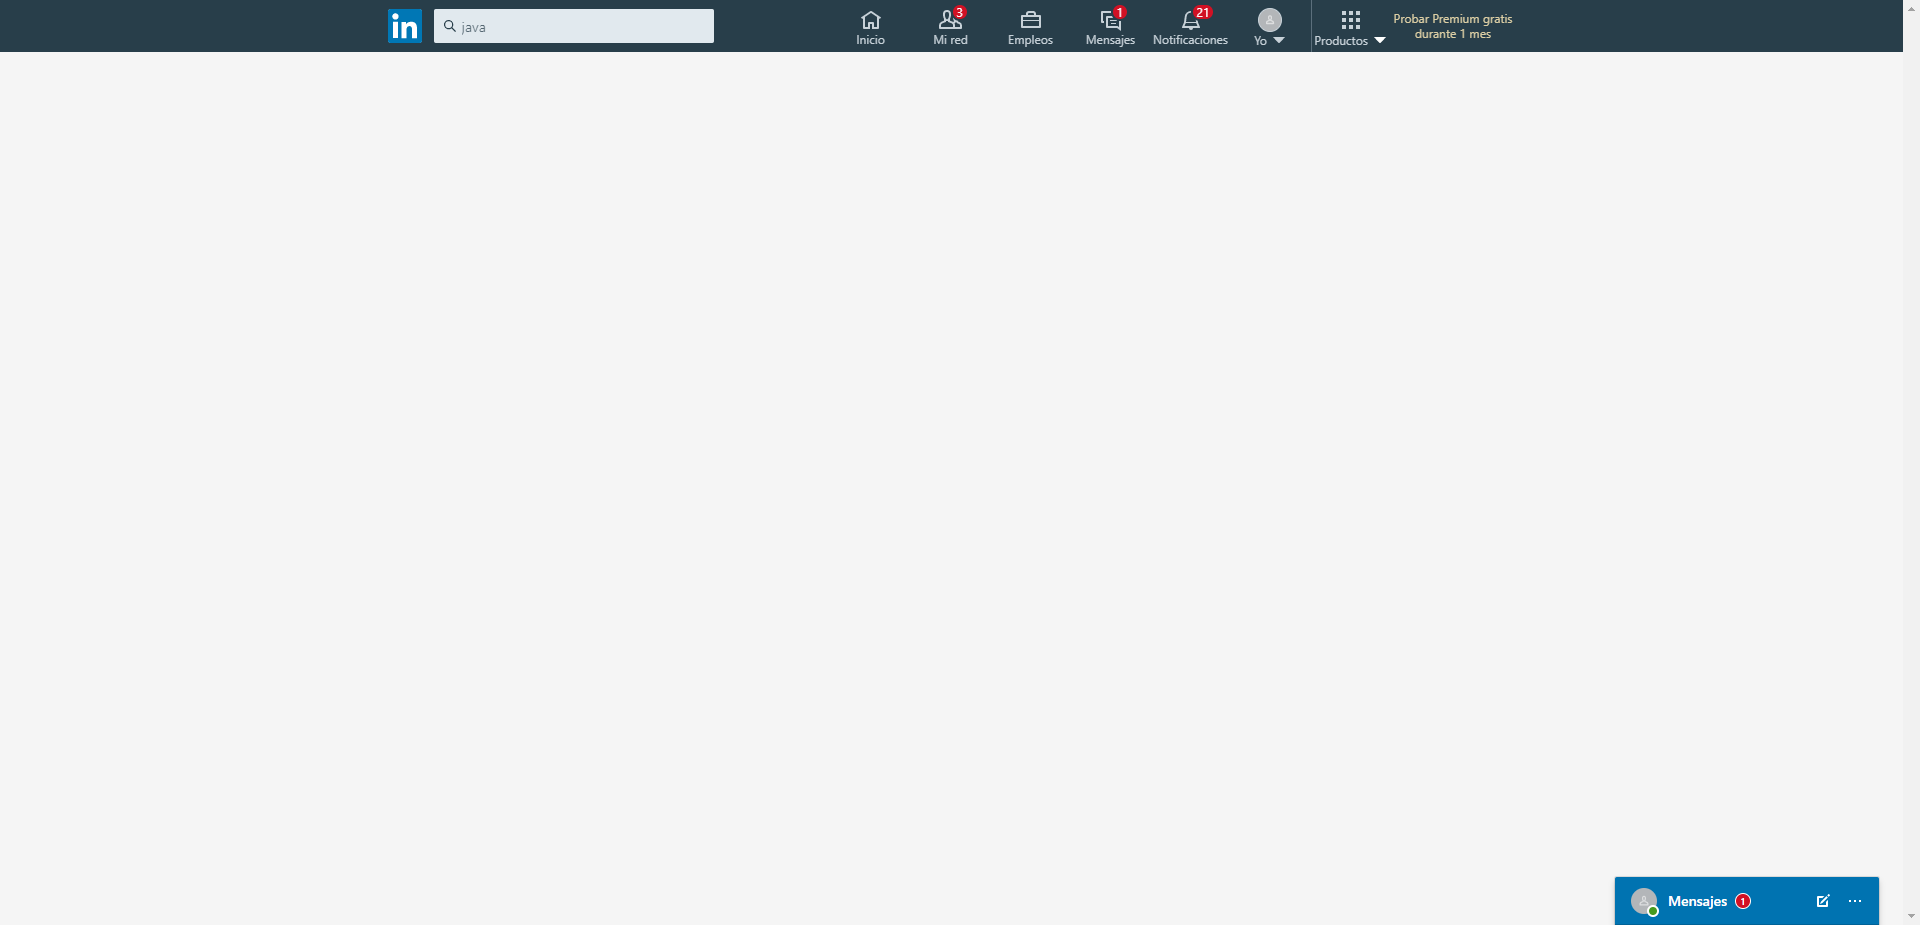 in
java
Inicio
3
Mi red
Empleos
1
Mensajes
21
Notificaciones
Yo
Productos
Probar Premium gratis
durante 1 mes
Mensajes 1